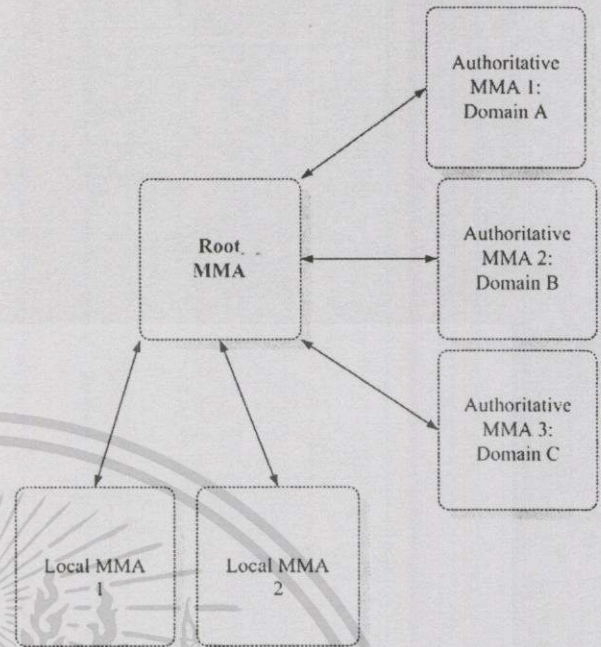 Authoritative
MMA 1:
Domain A
Root
MMA
Authoritative
MMA 2:
Domain B
Authoritative
MMA 3:
Domain C
Local MMA
1
Local MMA
2